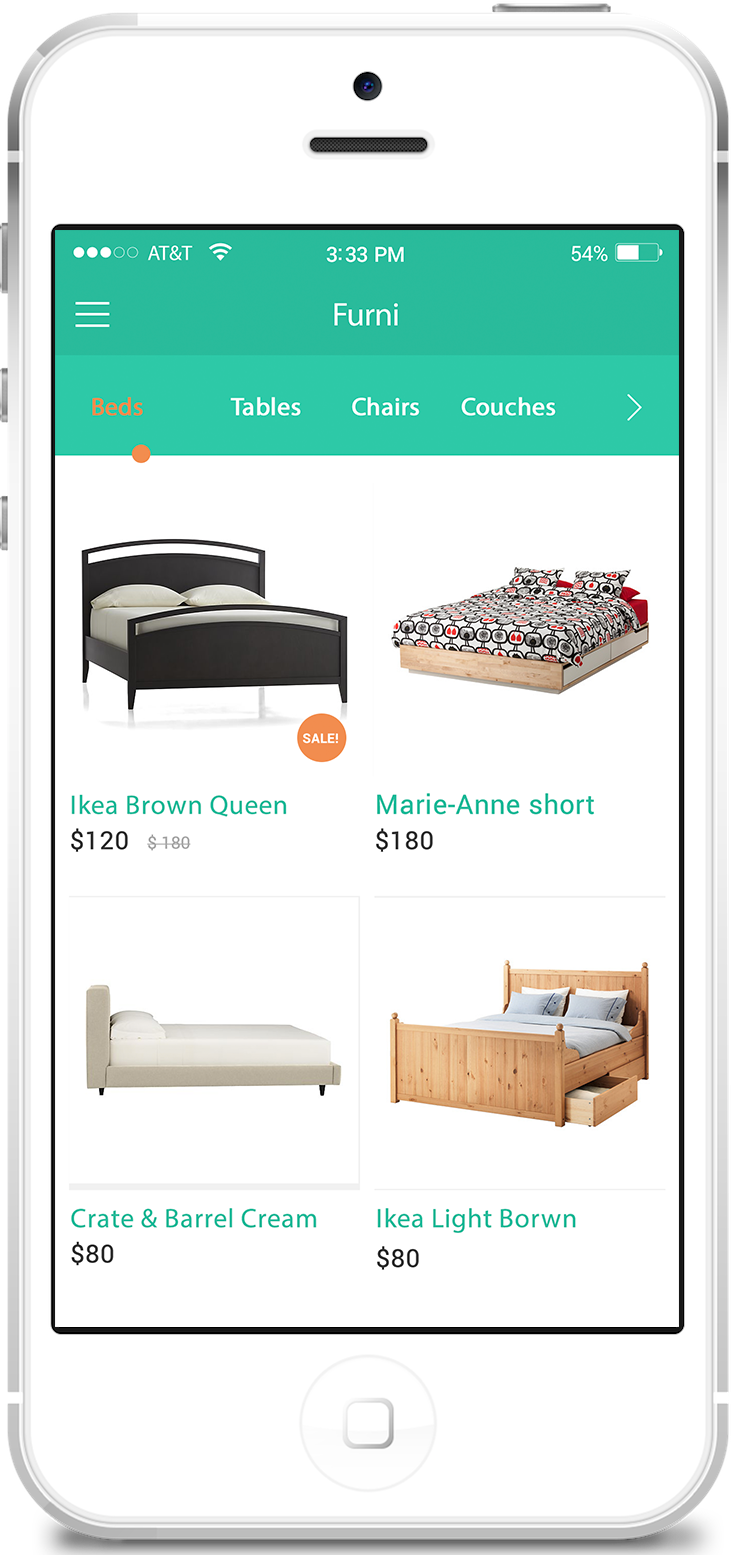 AT&T 3:33 PM 54%
Furni
Beds Tables Chairs Couches
SALE!
Ikea Brown Queen
$120 $ 180
Marie-Anne short
$180
Crate & Barrel Cream
$80
Ikea Light Borwn
$80